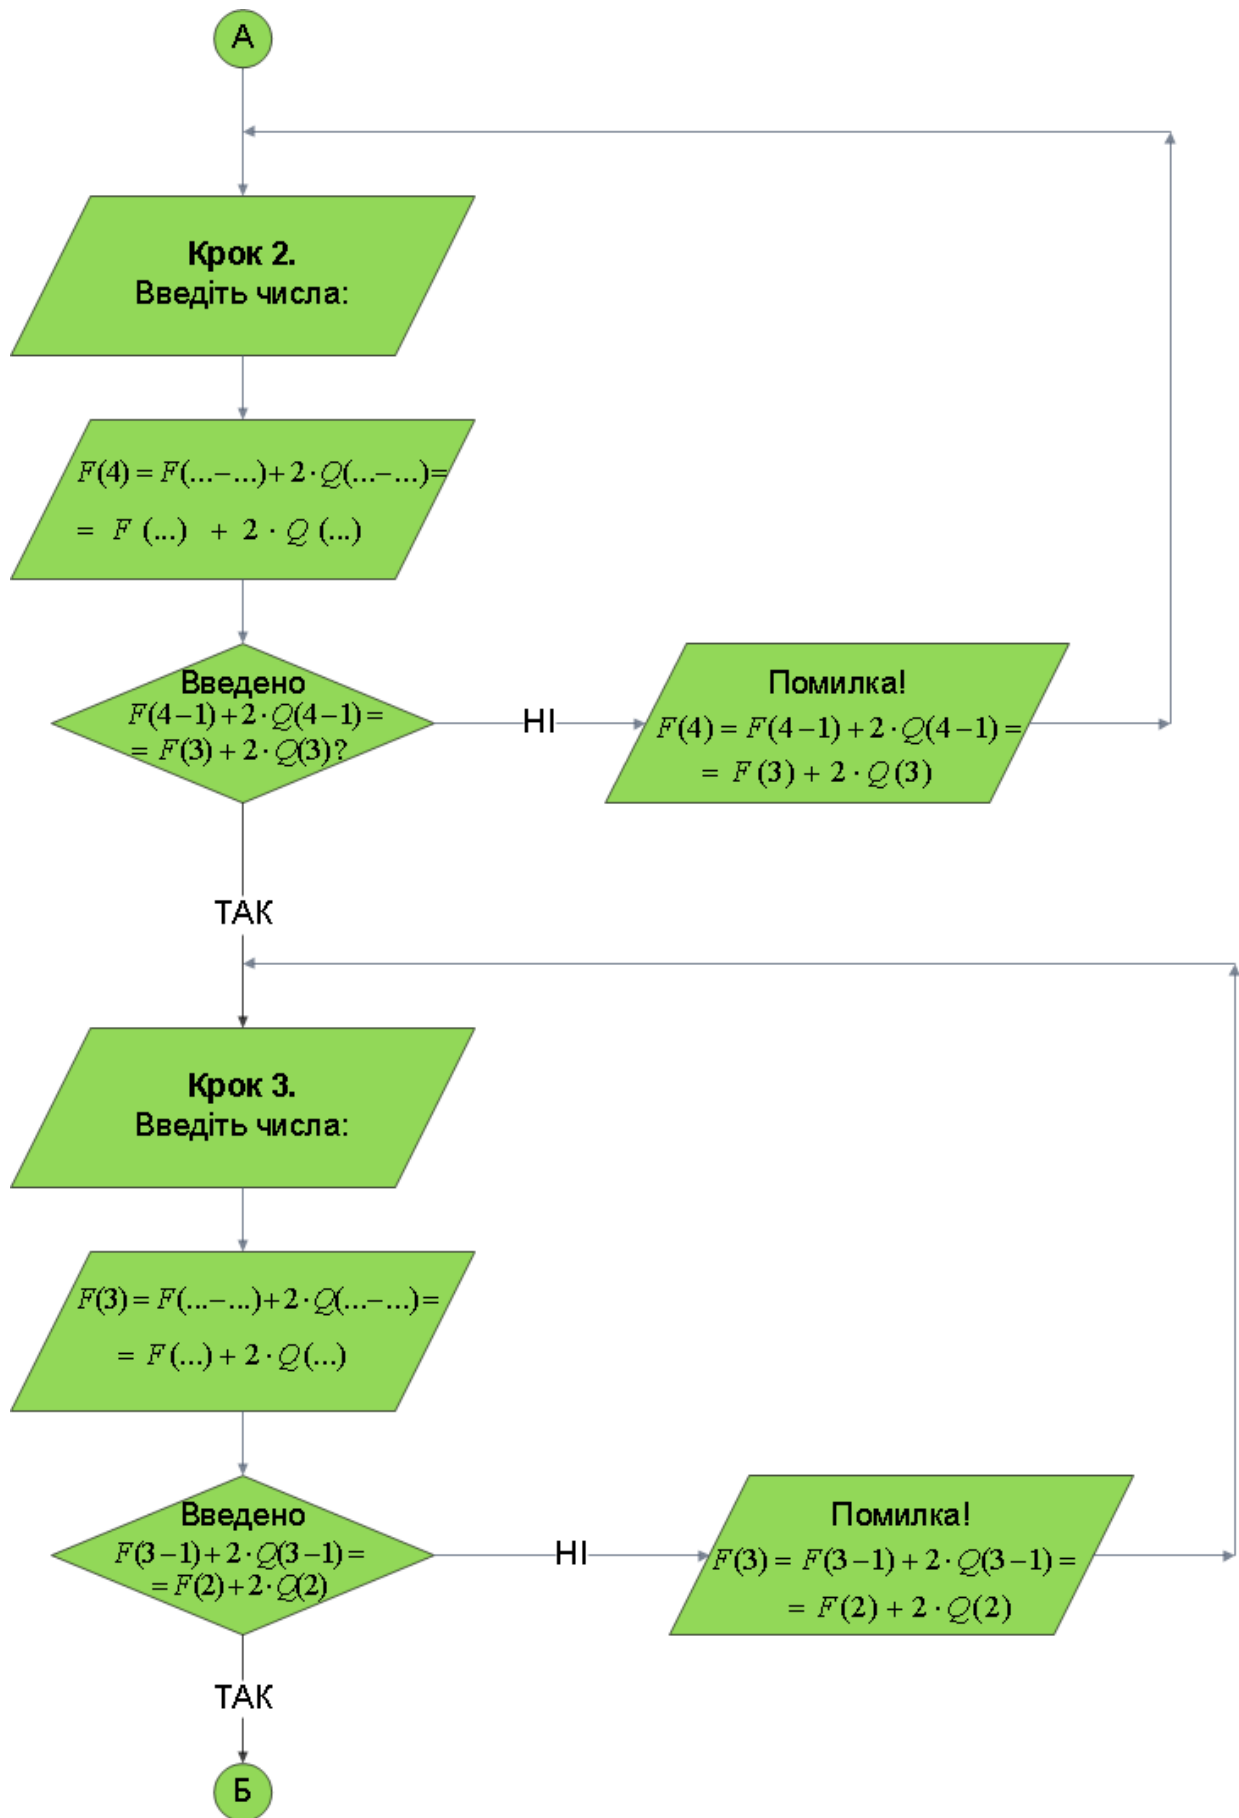 А
Крок 2.
Введіть числа:
F(4) = F(...−...) + 2 · Q(...−...) =
= F (...) + 2 · Q (...)
Введено
F(4−1) + 2 · Q(4−1) =
= F(3) + 2 · Q(3)?
НІ
Помилка!
F(4) = F(4−1) + 2 · Q(4−1) =
= F(3) + 2 · Q(3)
ТАК
Крок 3.
Введіть числа:
F(3) = F(...−...) + 2 · Q(...−...) =
= F(...) + 2 · Q(...)
Введено
F(3−1) + 2 · Q(3−1) =
= F(2) + 2 · Q(2)
НІ
Помилка!
F(3) = F(3−1) + 2 · Q(3−1) =
= F(2) + 2 · Q(2)
ТАК
Б